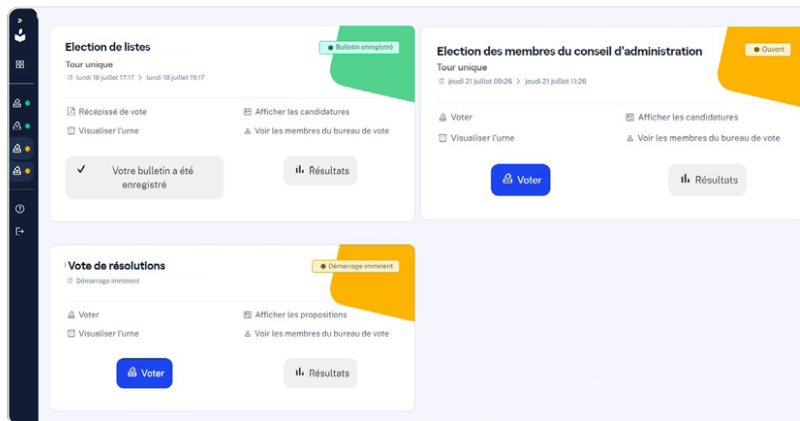 »
Election de listes
Bulletin enregistré
Tour unique
lundi 18 juillet 17:17 > lundi 18 juillet 19:17
Récépissé de vote
Afficher les candidatures
Visualiser l'urne
Voir les membres du bureau de vote
Votre bulletin a été
enregistré
Résultats
Election des membres du conseil d'administration
Ouvert
Tour unique
jeudi 21 juillet 09:26 > jeudi 21 juillet 11:26
Voter
Afficher les candidatures
Visualiser l'urne
Voir les membres du bureau de vote
Voter
Résultats
Vote de résolutions
Démarrage imminent
Démarrage imminent
Voter
Afficher les propositions
Visualiser l'urne
Voir les membres du bureau de vote
Voter
Résultats